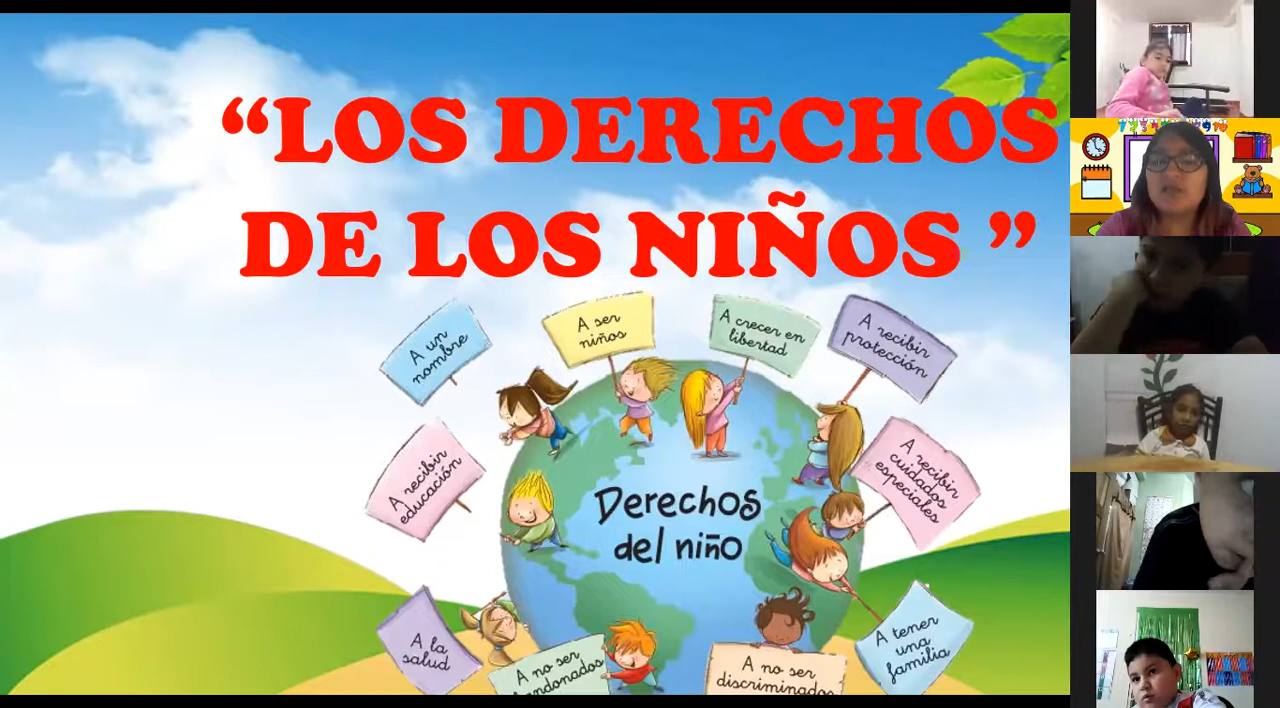 “LOS DERECHOS
DE LOS NIÑOS ”
A un
nombre
A ser
niños
A crecer en
libertad
A recibir
protección
A recibir
educación
A recibir
cuidados
especiales
Derechos
del niño
A la
salud
A no ser
A no ser
discriminados
A tener
una
familia